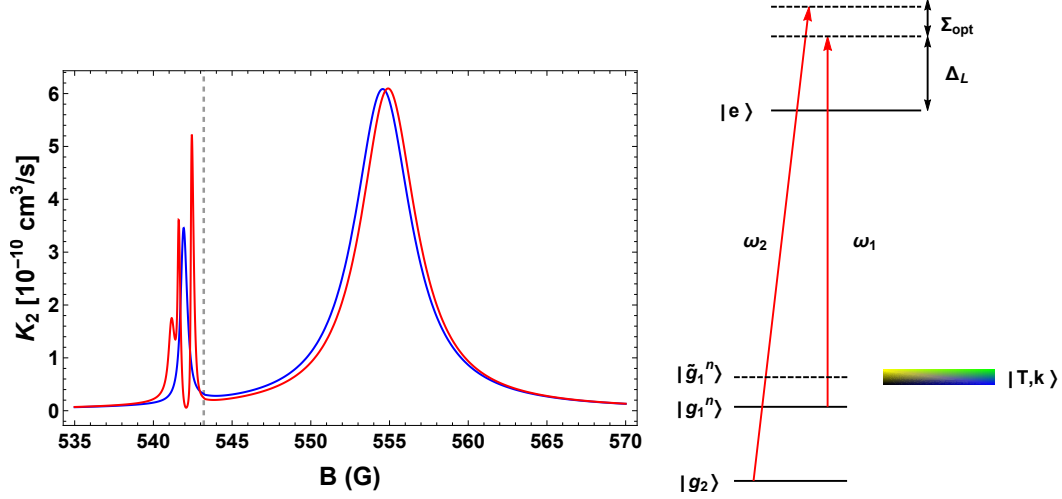 K₂ [10⁻¹⁰ cm³/s]
6
5
4
3
2
1
0
535 540 545 550 555 560 565 570
B (G)
Σopt
Δ_L
| e ⟩
ω₂ ω₁
| g̃₁ⁿ ⟩
| T,k ⟩
| g₁ⁿ ⟩
| g₂ ⟩